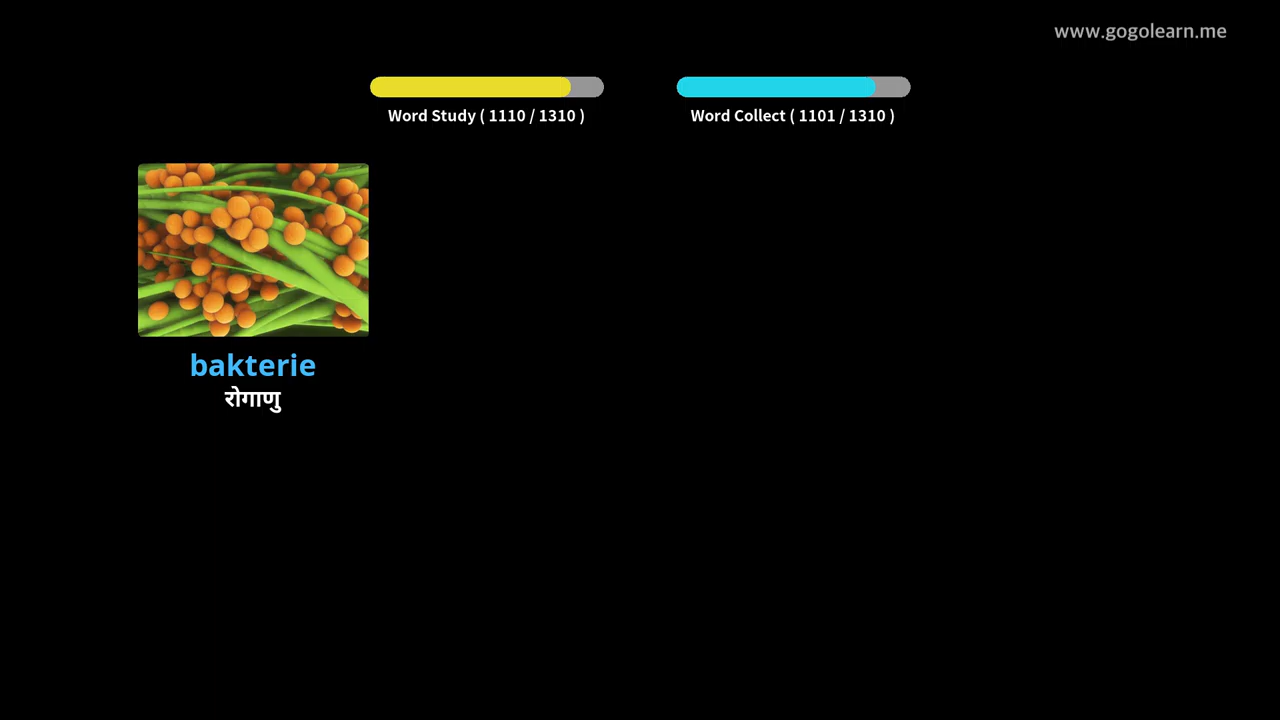 www.gogolearn.me
Word Study ( 1110 / 1310 )
Word Collect ( 1101 / 1310 )
bakterie
रोगाणु